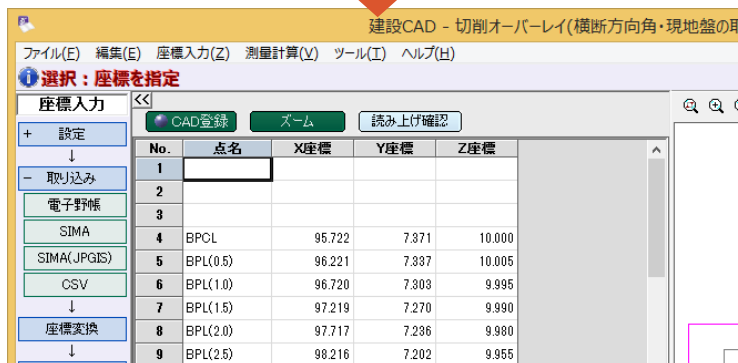 建設CAD - 切削オーバーレイ(横断方向角・現地盤の取
ファイル(F) 編集(E) 座標入力(Z) 測量計算(V) ツール(T) ヘルプ(H)
選択：座標を指定
座標入力
<<
CAD登録 ズーム 読み上げ確認
+ 設定
↓
- 取り込み
電子野帳
SIMA
SIMA(JPGIS)
CSV
↓
座標変換
↓
No. 点名 X座標 Y座標 Z座標
1
2
3
4 BPCL 95.722 7.371 10.000
5 BPL(0.5) 96.221 7.337 10.005
6 BPL(1.0) 96.720 7.303 9.995
7 BPL(1.5) 97.219 7.270 9.990
8 BPL(2.0) 97.717 7.236 9.980
9 BPL(2.5) 98.216 7.202 9.955